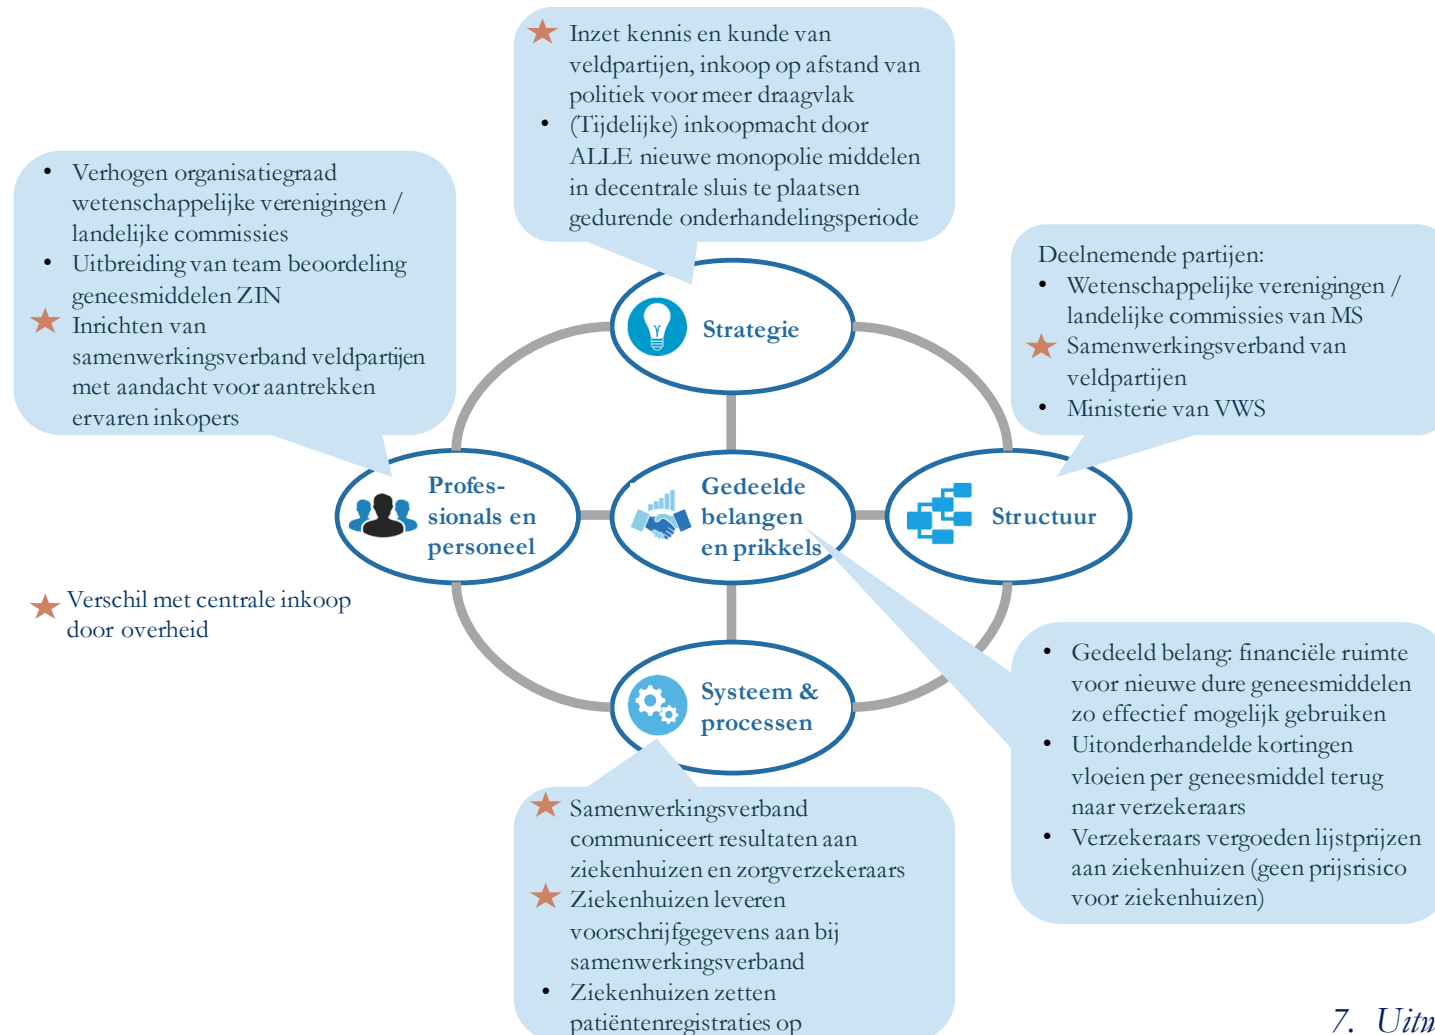 Inzet kennis en kunde van
veldpartijen, inkoop op afstand van
politiek voor meer draagvlak
• (Tijdelijke) inkoopmacht door
ALLE nieuwe monopolie middelen
in decentrale sluis te plaatsen
gedurende onderhandelingsperiode
• Verhogen organisatiegraad
wetenschappelijke verenigingen /
landelijke commissies
• Uitbreiding van team beoordeling
geneesmiddelen ZIN
Inrichten van
samenwerkingsverband veldpartijen
met aandacht voor aantrekken
ervaren inkopers
Deelnemende partijen:
• Wetenschappelijke verenigingen /
landelijke commissies van MS
Samenwerkingsverband van
veldpartijen
• Ministerie van VWS
Strategie
Profes-
sionals en
personeel
Gedeelde
belangen
en prikkels
Structuur
Verschil met centrale inkoop
door overheid
Systeem &
processen
• Gedeeld belang: financiële ruimte
voor nieuwe dure geneesmiddelen
zo effectief mogelijk gebruiken
• Uitonderhandelde kortingen
vloeien per geneesmiddel terug
naar verzekeraars
• Verzekeraars vergoeden lijstprijzen
aan ziekenhuizen (geen prijsrisico
voor ziekenhuizen)
Samenwerkingsverband
communiceert resultaten aan
ziekenhuizen en zorgverzekeraars
Ziekenhuizen leveren
voorschrijfgegevens aan bij
samenwerkingsverband
• Ziekenhuizen zetten
patiëntenregistraties op
7. Uitw